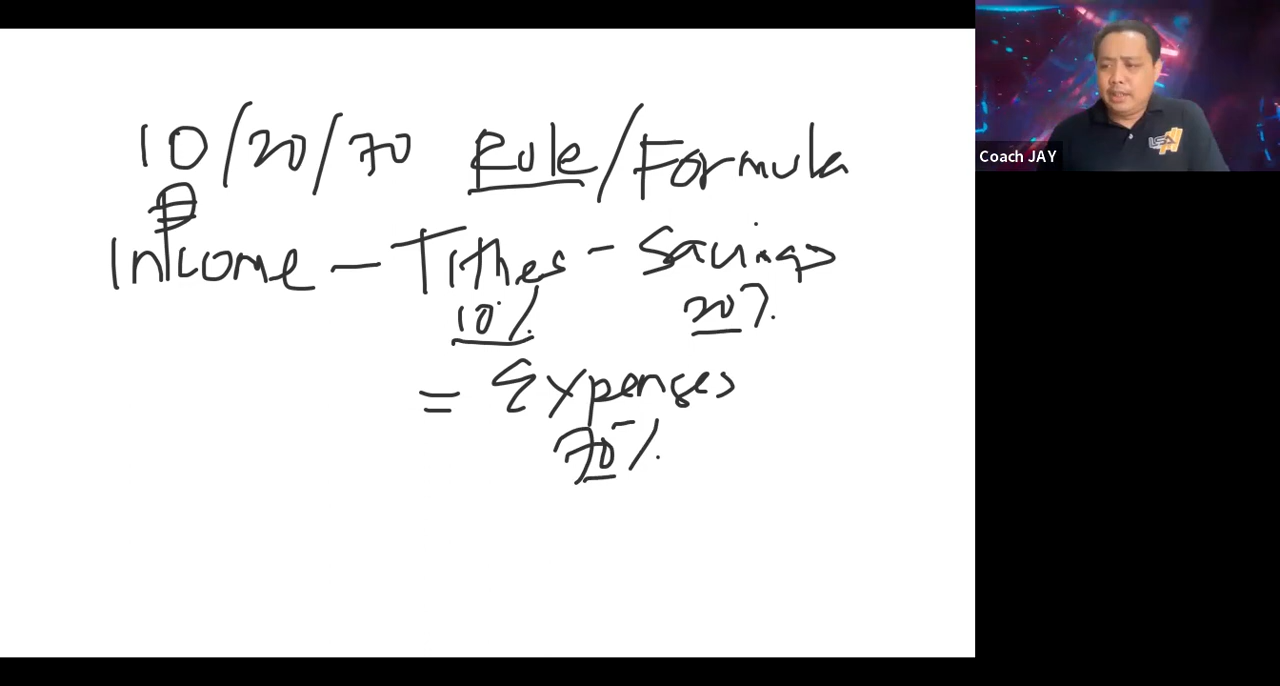 10/20/70 Rule/Formula
₱
Income - Tithes - Savings
10% 20%
= Expenses
70%
Coach JAY